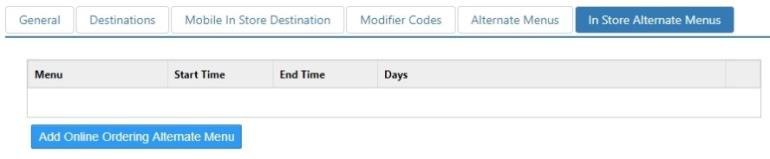 General Destinations Mobile In Store Destination Modifier Codes Alternate Menus In Store Alternate Menus
Menu Start Time End Time Days
Add Online Ordering Alternate Menu